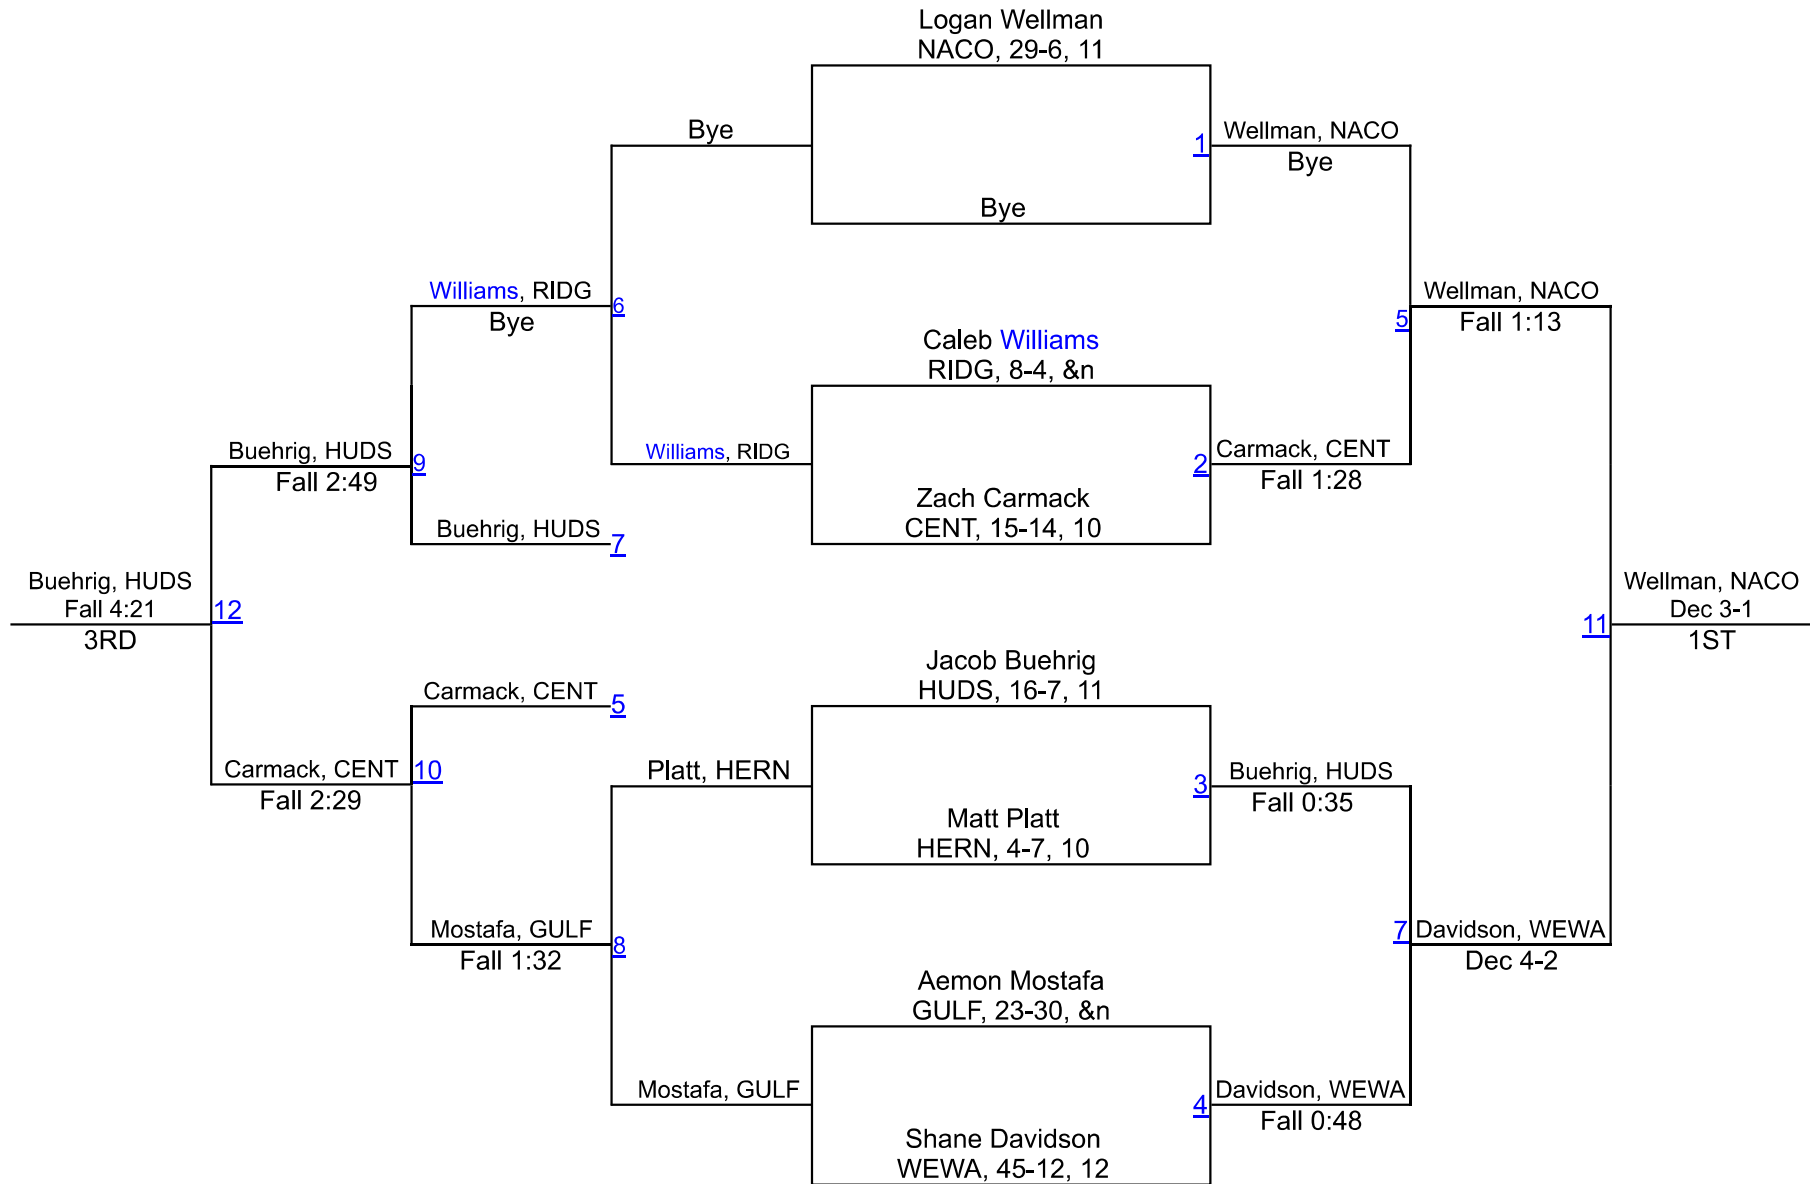 Logan Wellman
NACO, 29-6, 11
Bye
1
Wellman, NACO
Bye
Bye
Williams, RIDG
Bye
6
Wellman, NACO
Fall 1:13
5
Caleb Williams
RIDG, 8-4, &n
Buehrig, HUDS
Fall 2:49
9
Williams, RIDG
2
Carmack, CENT
Fall 1:28
Zach Carmack
CENT, 15-14, 10
Buehrig, HUDS
7
Buehrig, HUDS
Fall 4:21
3RD
12
Wellman, NACO
Dec 3-1
1ST
11
Jacob Buehrig
HUDS, 16-7, 11
Carmack, CENT
5
Carmack, CENT
Fall 2:29
10
Platt, HERN
3
Buehrig, HUDS
Fall 0:35
Matt Platt
HERN, 4-7, 10
Mostafa, GULF
Fall 1:32
8
7
Davidson, WEWA
Dec 4-2
Aemon Mostafa
GULF, 23-30, &n
Mostafa, GULF
4
Davidson, WEWA
Fall 0:48
Shane Davidson
WEWA, 45-12, 12